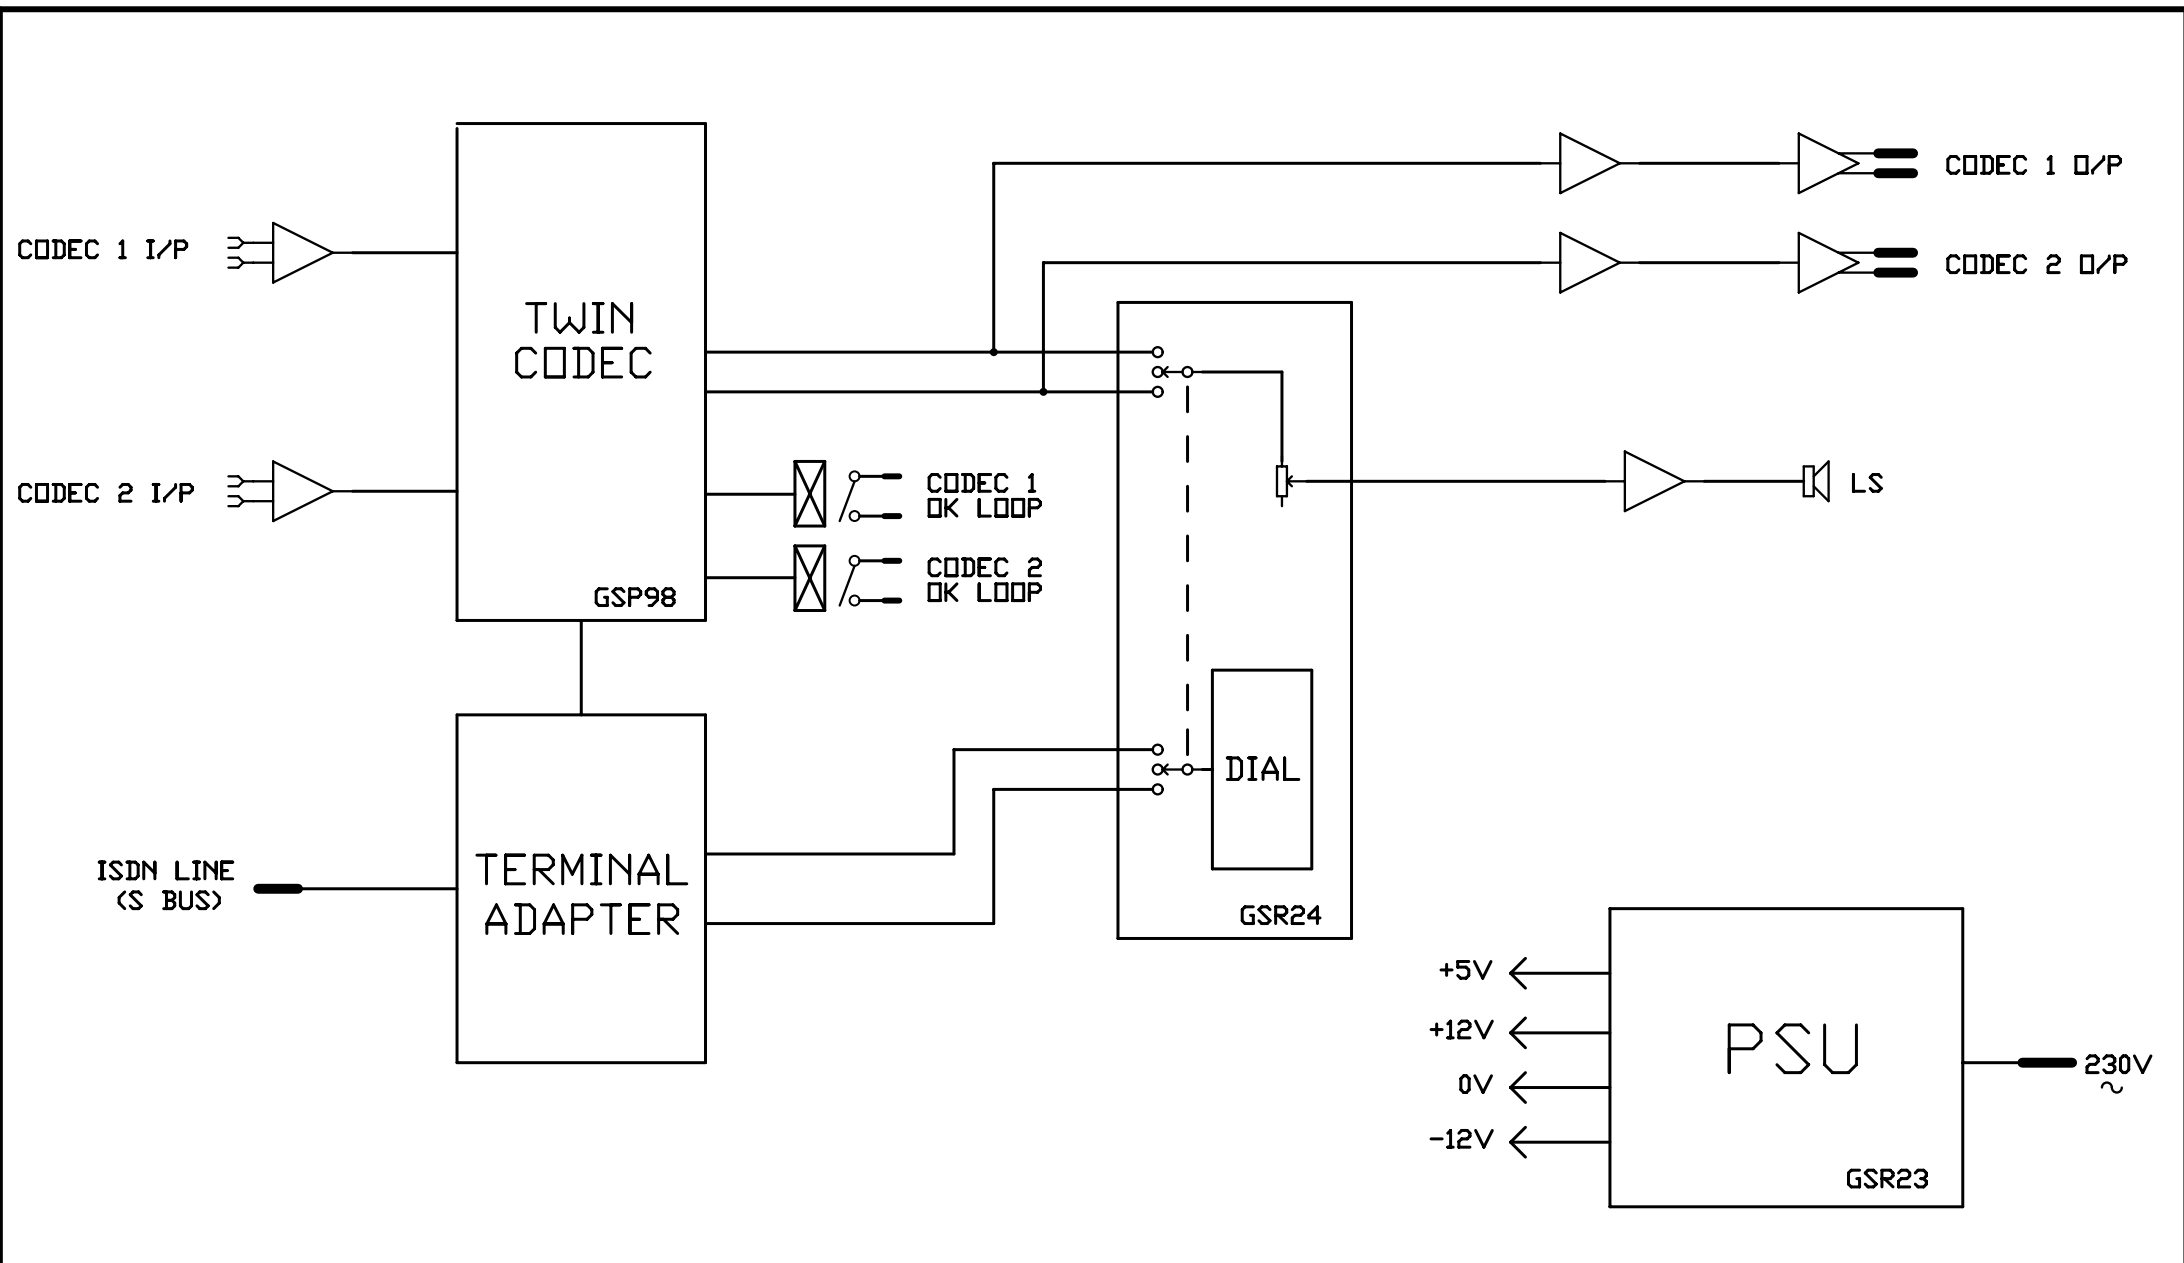 CODEC 1 O/P
CODEC 1 I/P
CODEC 2 O/P
TWIN
CODEC
CODEC 2 I/P
CODEC 1
OK LOOP
LS
CODEC 2
OK LOOP
GSP98
DIAL
ISDN LINE
(S BUS)
TERMINAL
ADAPTER
GSR24
+5V
+12V
0V
-12V
PSU
230V
~
GSR23